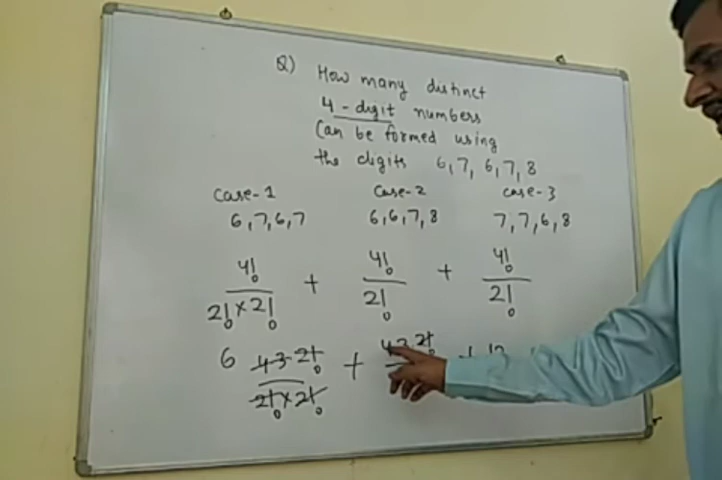 Q) How many distinct
4-digit numbers
Can be formed using
the digits 6,7, 6,7,8
Case-1 Case-2 Case-3
6,7,6,7 6,6,7,8 7,7,6,8
4!/(2!×2!) + 4!/2! + 4!/2!
6 4·3·2!/(2!×2!) + 4·3·2! + 12